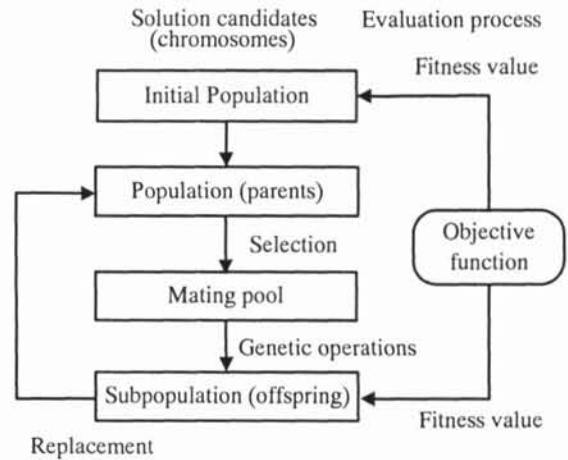 Solution candidates
(chromosomes)
Evaluation process
Fitness value
Initial Population
Population (parents)
Selection
Objective
function
Mating pool
Genetic operations
Subpopulation (offspring)
Fitness value
Replacement